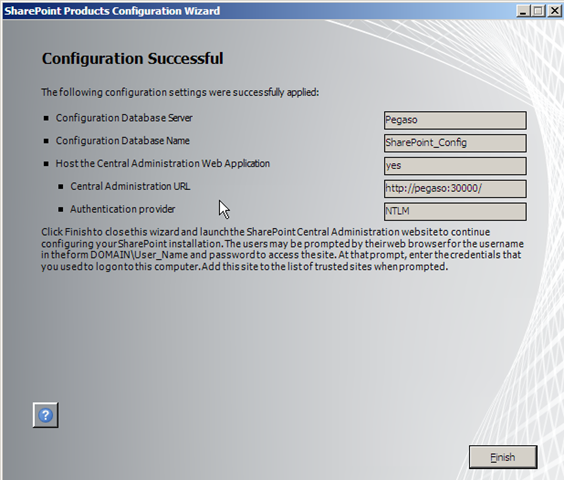 SharePoint Products Configuration Wizard
Configuration Successful
The following configuration settings were successfully applied:
Configuration Database Server Pegaso
Configuration Database Name SharePoint_Config
Host the Central Administration Web Application yes
Central Administration URL http://pegaso:30000/
Authentication provider NTLM
Click Finish to close this wizard and launch the SharePoint Central Administration website to continue
configuring your SharePoint installation. The users may be prompted by their web browser for the username
in the form DOMAIN\User_Name and password to access the site. At that prompt, enter the credentials that
you used to logon to this computer. Add this site to the list of trusted sites when prompted.
?
Finish